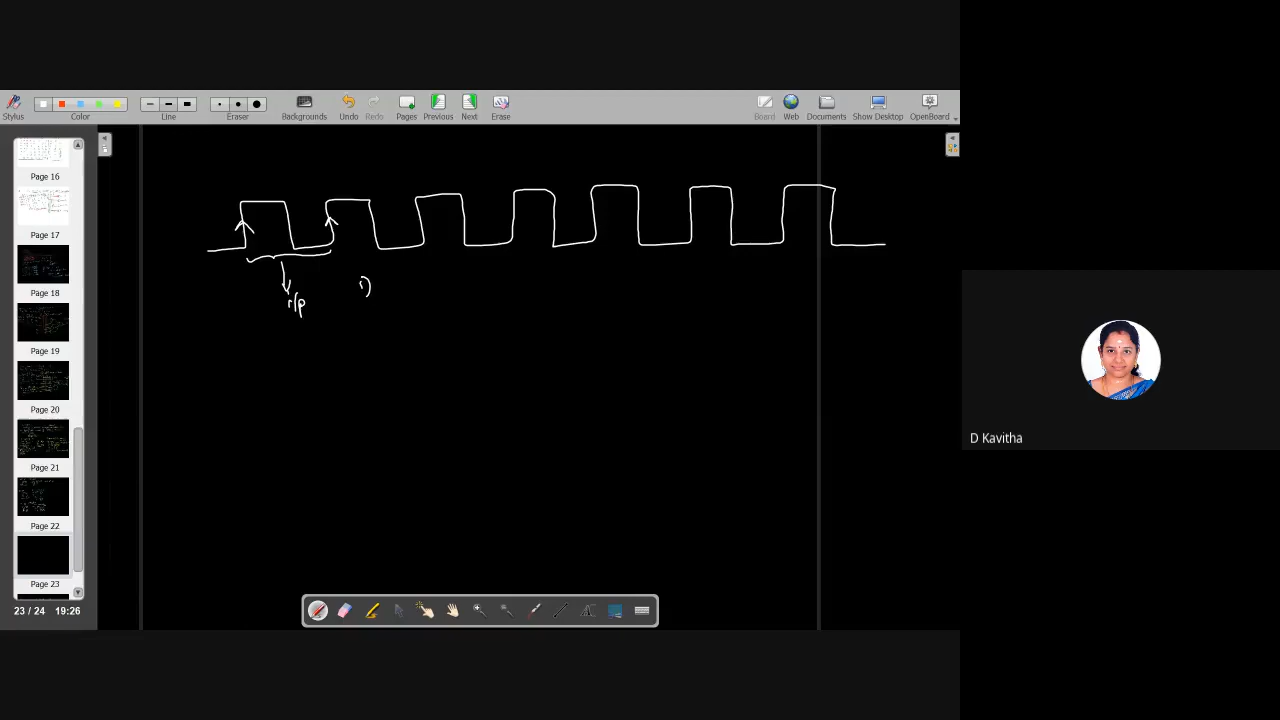 Stylus
Color
Line
Eraser
Backgrounds
Undo
Redo
Pages
Previous
Next
Erase
Board
Web
Documents
Show Desktop
OpenBoard
Page 16
Page 17
Page 18
Page 19
Page 20
Page 21
Page 22
Page 23
23 / 24 19:26
i/p
i)
D Kavitha